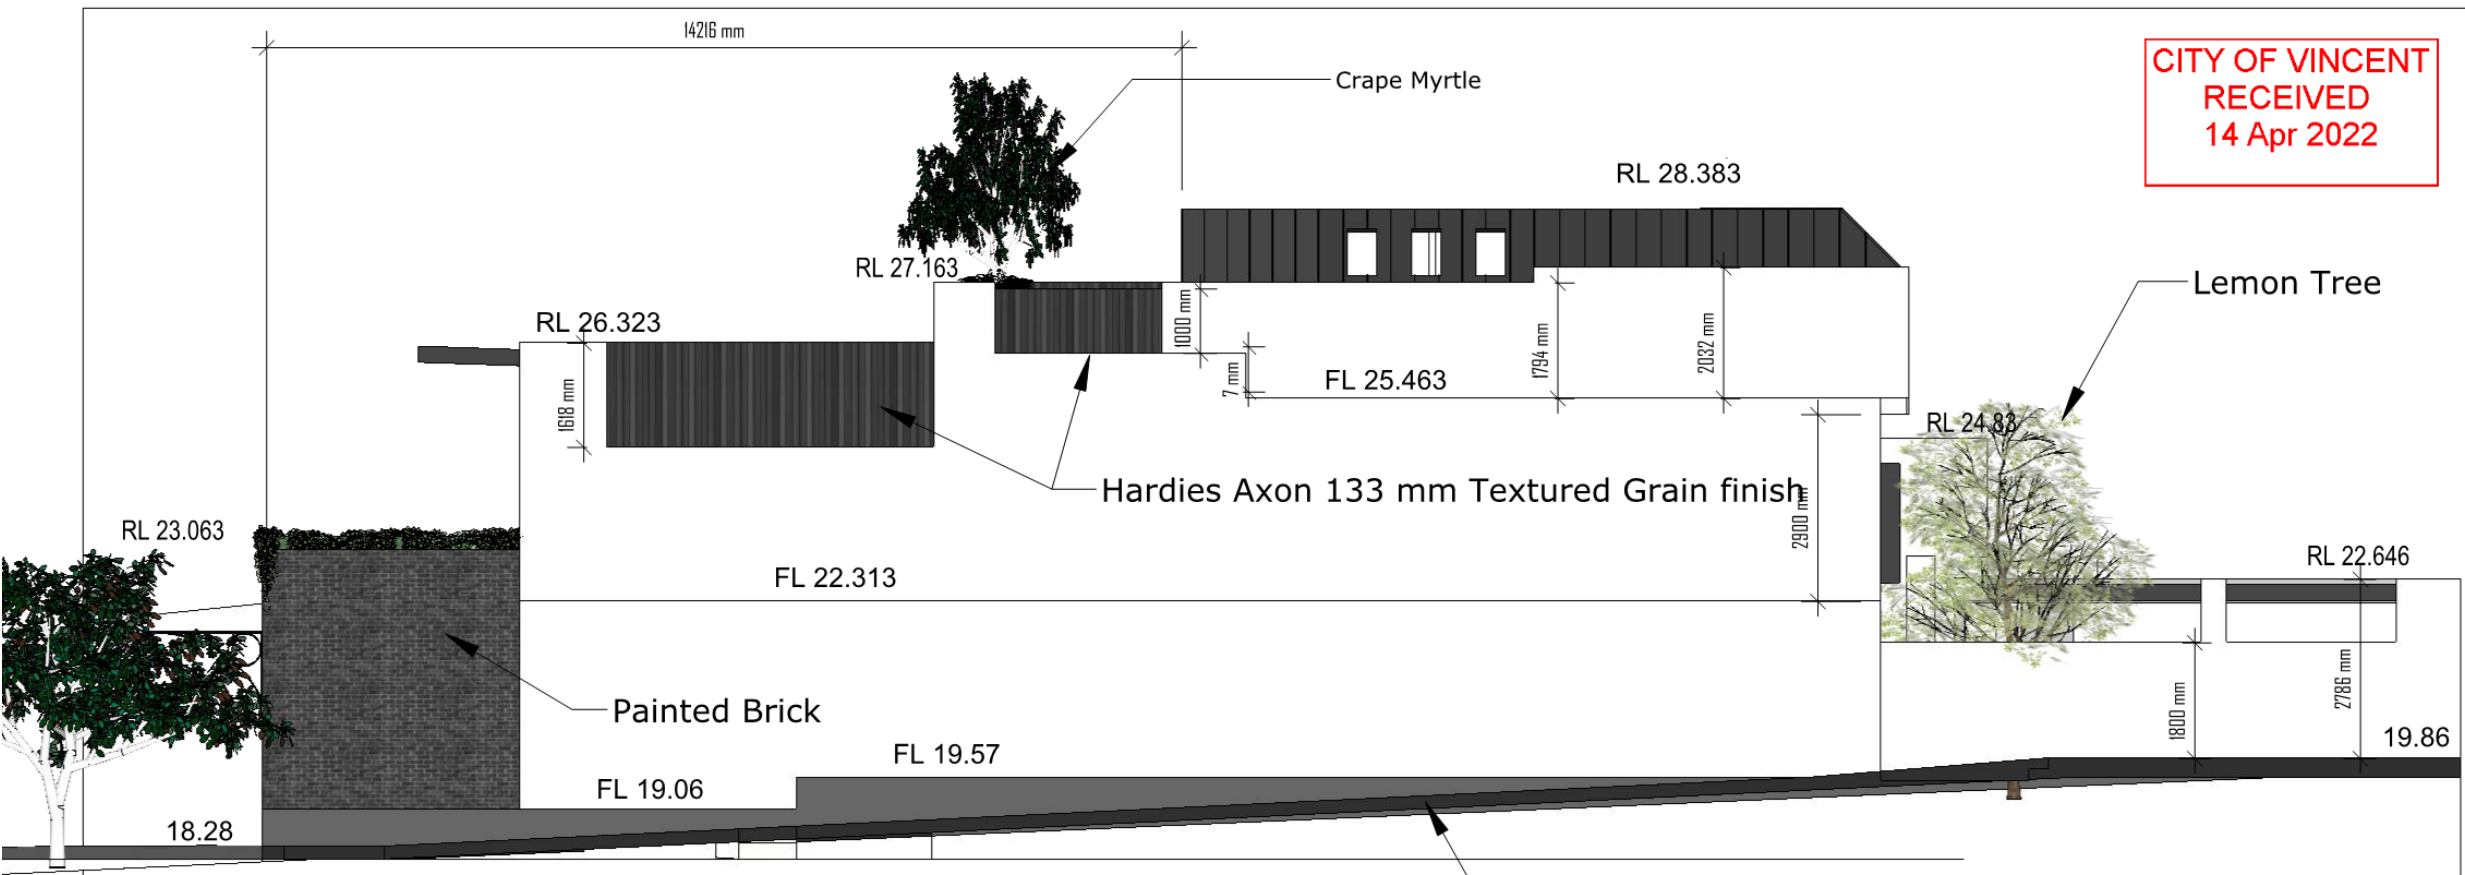 14216 mm
Crape Myrtle
CITY OF VINCENT
RECEIVED
14 Apr 2022
RL 28.383
RL 27.163
Lemon Tree
RL 26.323
1000 mm
1794 mm
2032 mm
7 mm
FL 25.463
1618 mm
RL 24.83
Hardies Axon 133 mm Textured Grain finish
2900 mm
RL 23.063
RL 22.646
FL 22.313
Painted Brick
1800 mm
2786 mm
19.86
FL 19.57
FL 19.06
18.28